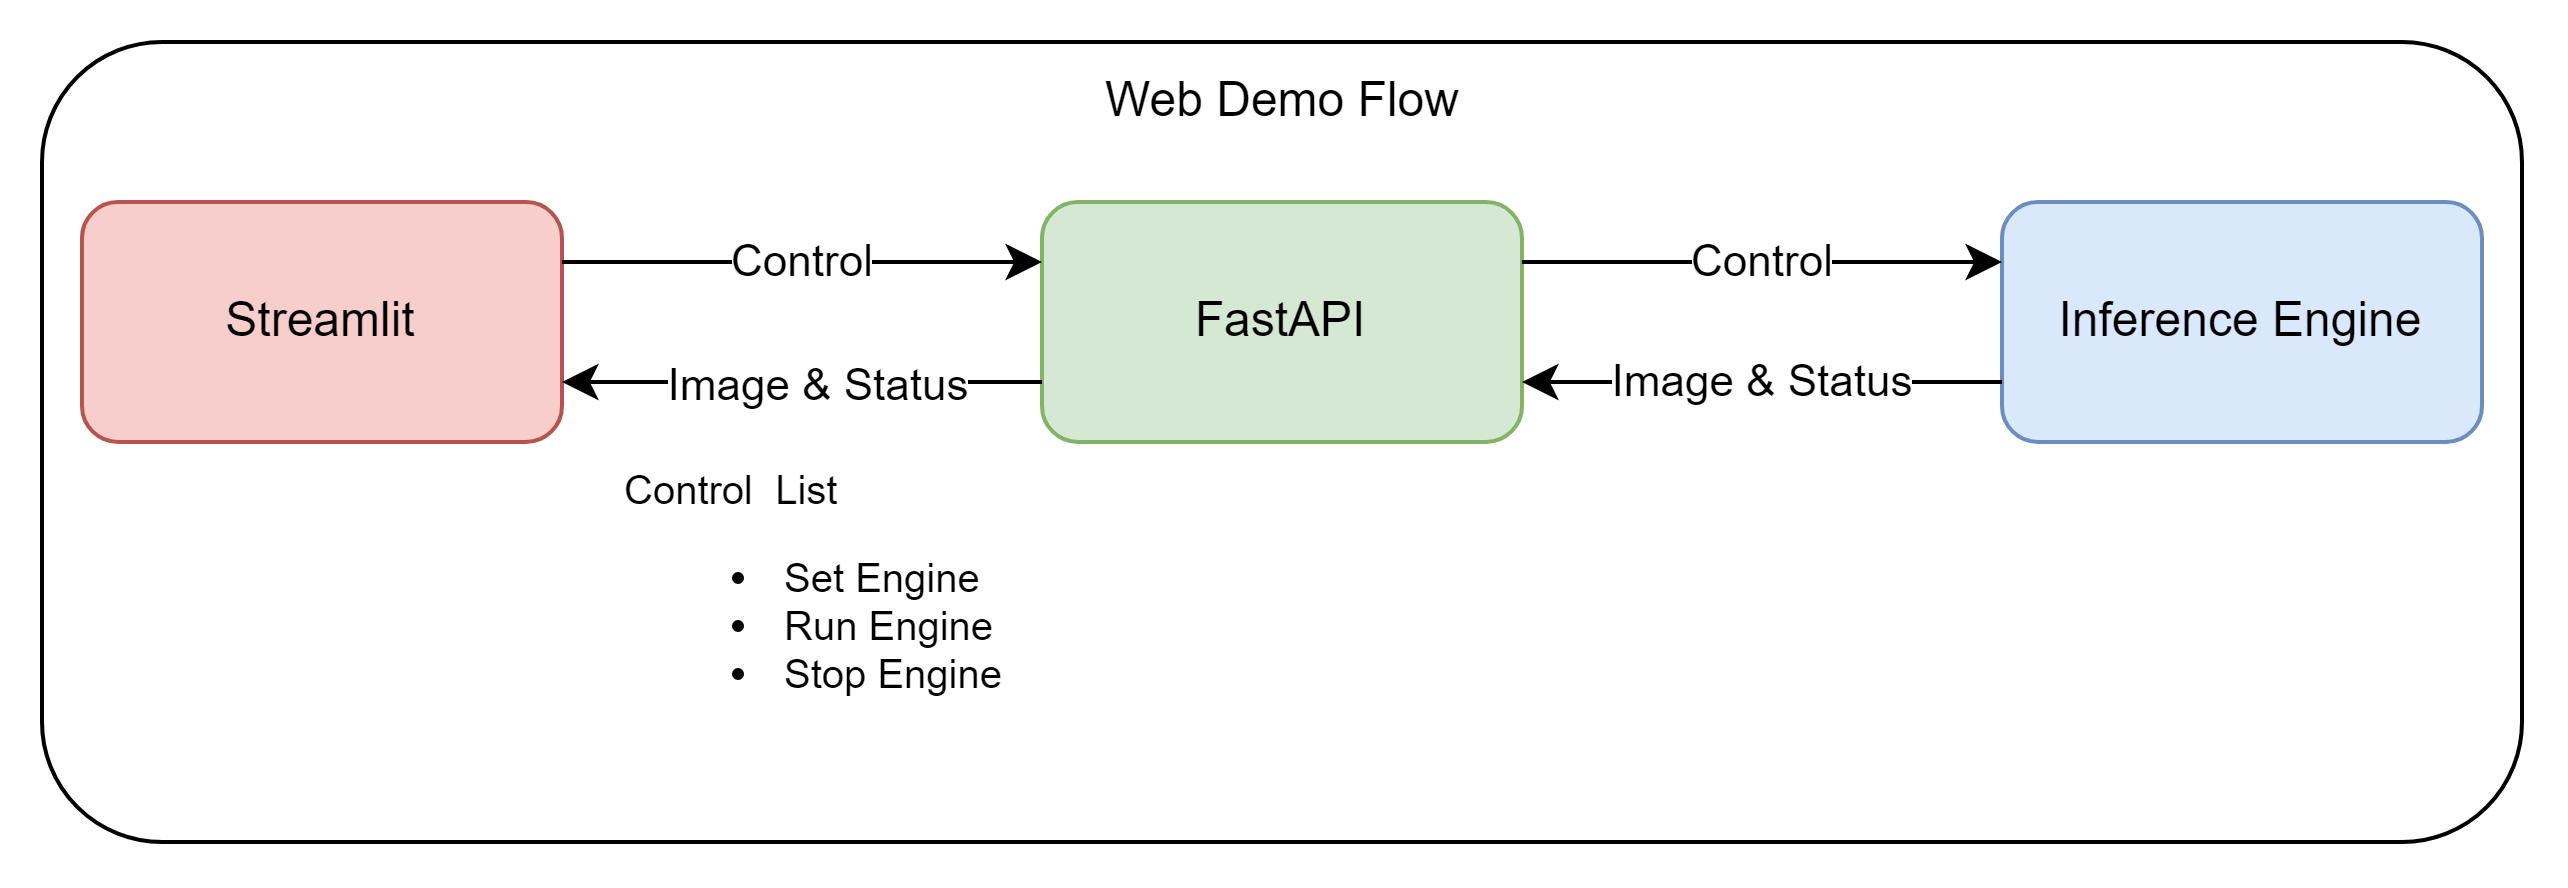 Web Demo Flow
Streamlit
Control
FastAPI
Control
Inference Engine
Image & Status
Image & Status
Control List
• Set Engine
• Run Engine
• Stop Engine